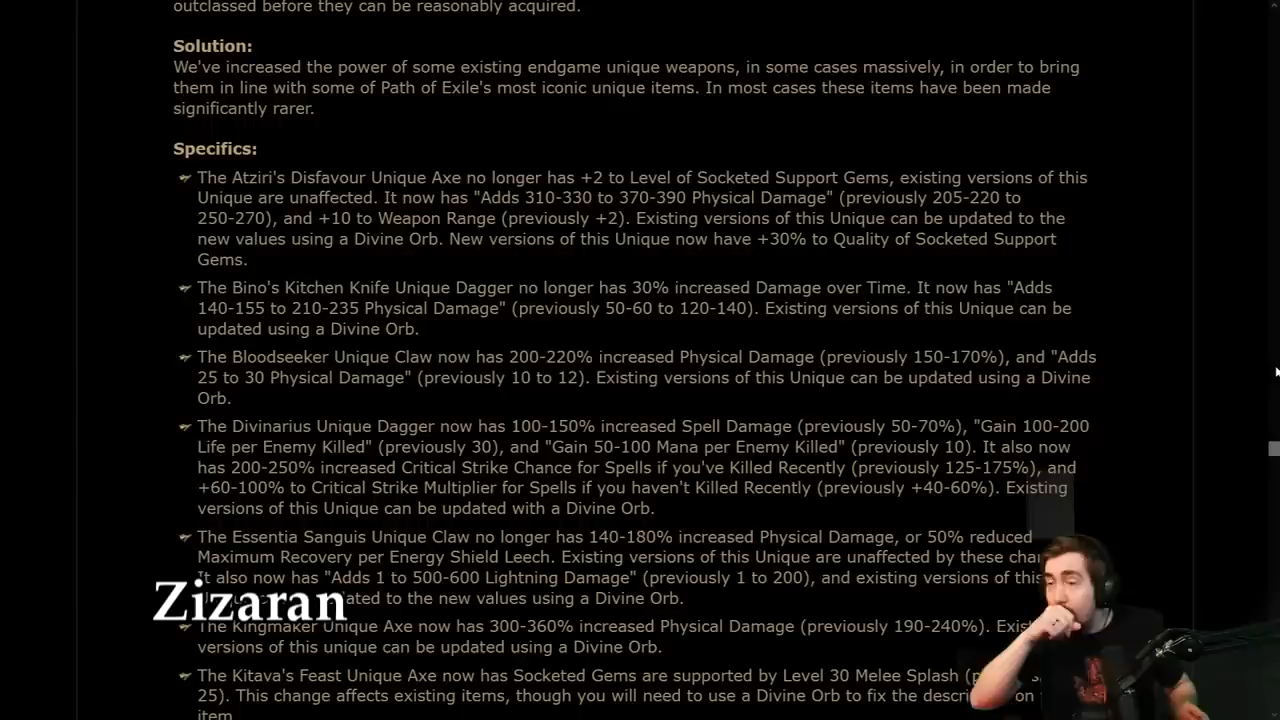 outclassed before they can be reasonably acquired.
Solution:
We've increased the power of some existing endgame unique weapons, in some cases massively, in order to bring
them in line with some of Path of Exile's most iconic unique items. In most cases these items have been made
significantly rarer.
Specifics:
The Atziri's Disfavour Unique Axe no longer has +2 to Level of Socketed Support Gems, existing versions of this
Unique are unaffected. It now has "Adds 310-330 to 370-390 Physical Damage" (previously 205-220 to
250-270), and +10 to Weapon Range (previously +2). Existing versions of this Unique can be updated to the
new values using a Divine Orb. New versions of this Unique now have +30% to Quality of Socketed Support
Gems.
The Bino's Kitchen Knife Unique Dagger no longer has 30% increased Damage over Time. It now has "Adds
140-155 to 210-235 Physical Damage" (previously 50-60 to 120-140). Existing versions of this Unique can be
updated using a Divine Orb.
The Bloodseeker Unique Claw now has 200-220% increased Physical Damage (previously 150-170%), and "Adds
25 to 30 Physical Damage" (previously 10 to 12). Existing versions of this Unique can be updated using a Divine
Orb.
The Divinarius Unique Dagger now has 100-150% increased Spell Damage (previously 50-70%), "Gain 100-200
Life per Enemy Killed" (previously 30), and "Gain 50-100 Mana per Enemy Killed" (previously 10). It also now
has 200-250% increased Critical Strike Chance for Spells if you've Killed Recently (previously 125-175%), and
+60-100% to Critical Strike Multiplier for Spells if you haven't Killed Recently (previously +40-60%). Existing
versions of this Unique can be updated with a Divine Orb.
The Essentia Sanguis Unique Claw no longer has 140-180% increased Physical Damage, or 50% reduced
Maximum Recovery per Energy Shield Leech. Existing versions of this Unique are unaffected by these
It also now has "Adds 1 to 500-600 Lightning Damage" (previously 1 to 200), and existing versions of this
to the new values using a Divine Orb.
Zizaran
The Kingmaker Unique Axe now has 300-360% increased Physical Damage (previously 190-240%).
versions of this unique can be updated using a Divine Orb.
The Kitava's Feast Unique Axe now has Socketed Gems are supported by Level 30 Melee Splash
25). This change affects existing items, though you will need to use a Divine Orb to fix the on
item